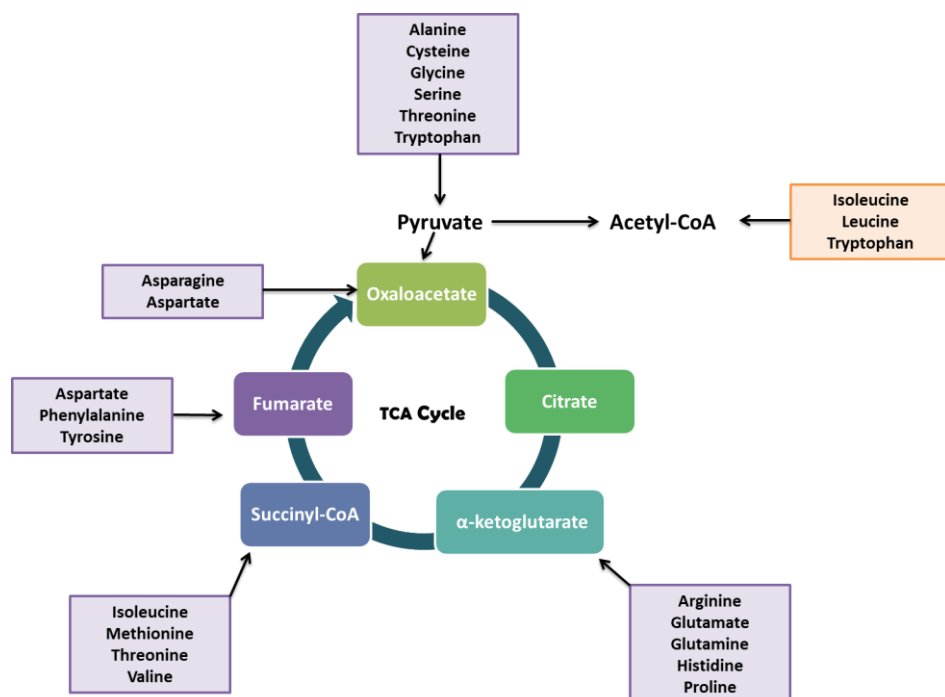 Alanine
Cysteine
Glycine
Serine
Threonine
Tryptophan
Pyruvate
Acetyl-CoA
Isoleucine
Leucine
Tryptophan
Asparagine
Aspartate
Oxaloacetate
Aspartate
Phenylalanine
Tyrosine
Fumarate
TCA Cycle
Citrate
Succinyl-CoA
α-ketoglutarate
Isoleucine
Methionine
Threonine
Valine
Arginine
Glutamate
Glutamine
Histidine
Proline